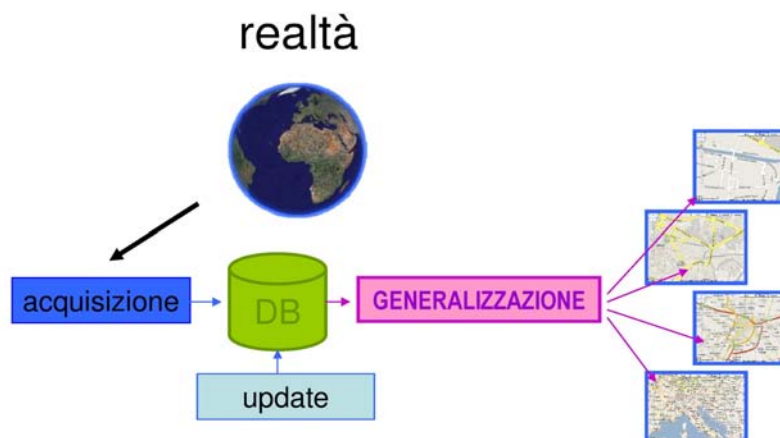 realtà
acquisizione
DB
GENERALIZZAZIONE
update